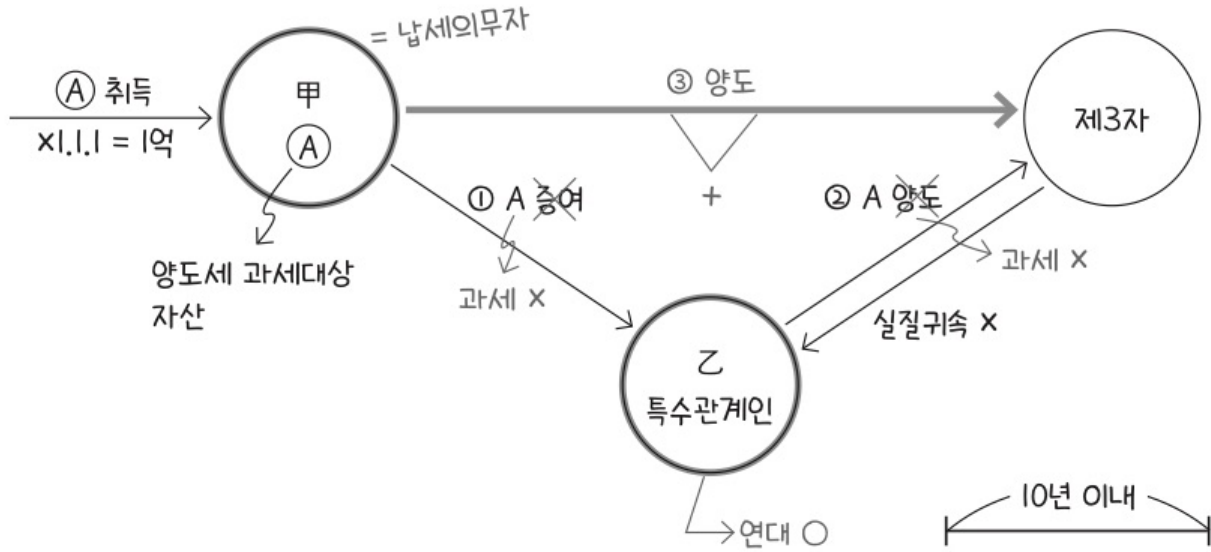 = 납세의무자
Ⓐ 취득
×1.1.1 = 1억
甲
Ⓐ
③ 양도
제3자
① A 증여
+
② A 양도
과세 ×
과세 ×
양도세 과세대상
자산
실질귀속 ×
乙
특수관계인
10년 이내
연대 ○